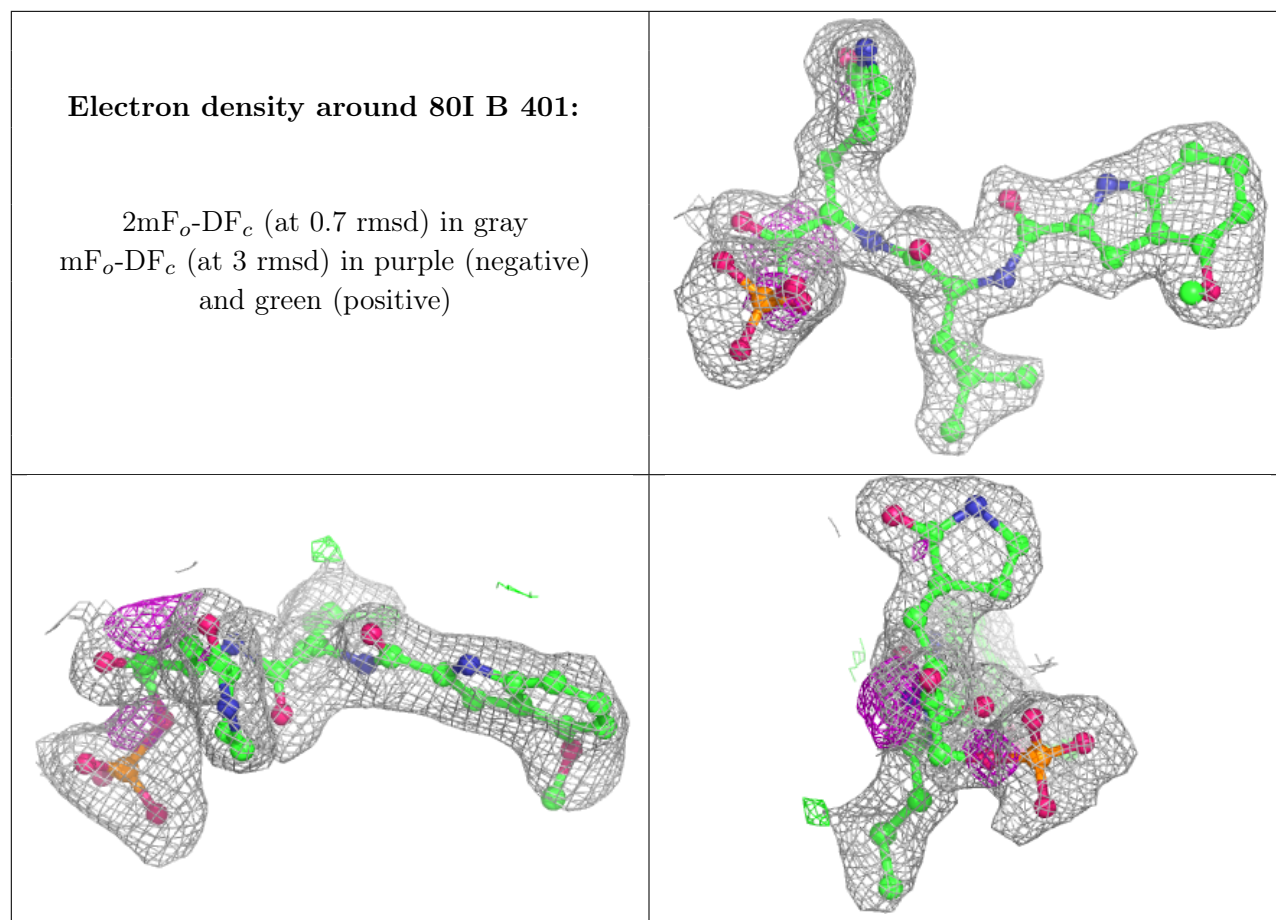 Electron density around 80I B 401:
2mFo-DFc (at 0.7 rmsd) in gray
mFo-DFc (at 3 rmsd) in purple (negative)
and green (positive)